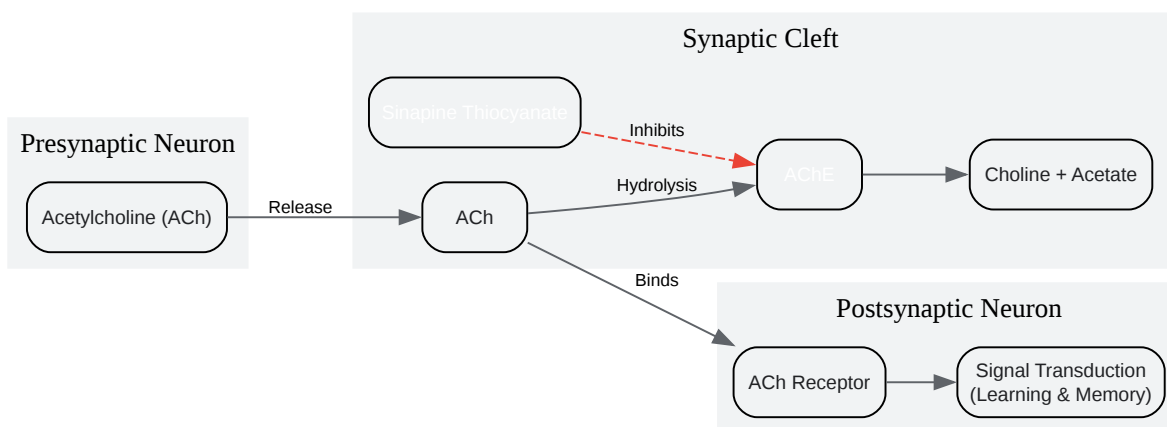 Synaptic Cleft
Sinapine Thiocyanate
Inhibits
Presynaptic Neuron
AChE
Choline + Acetate
Hydrolysis
Acetylcholine (ACh)
Release
ACh
Binds
Postsynaptic Neuron
ACh Receptor
Signal Transduction
(Learning & Memory)